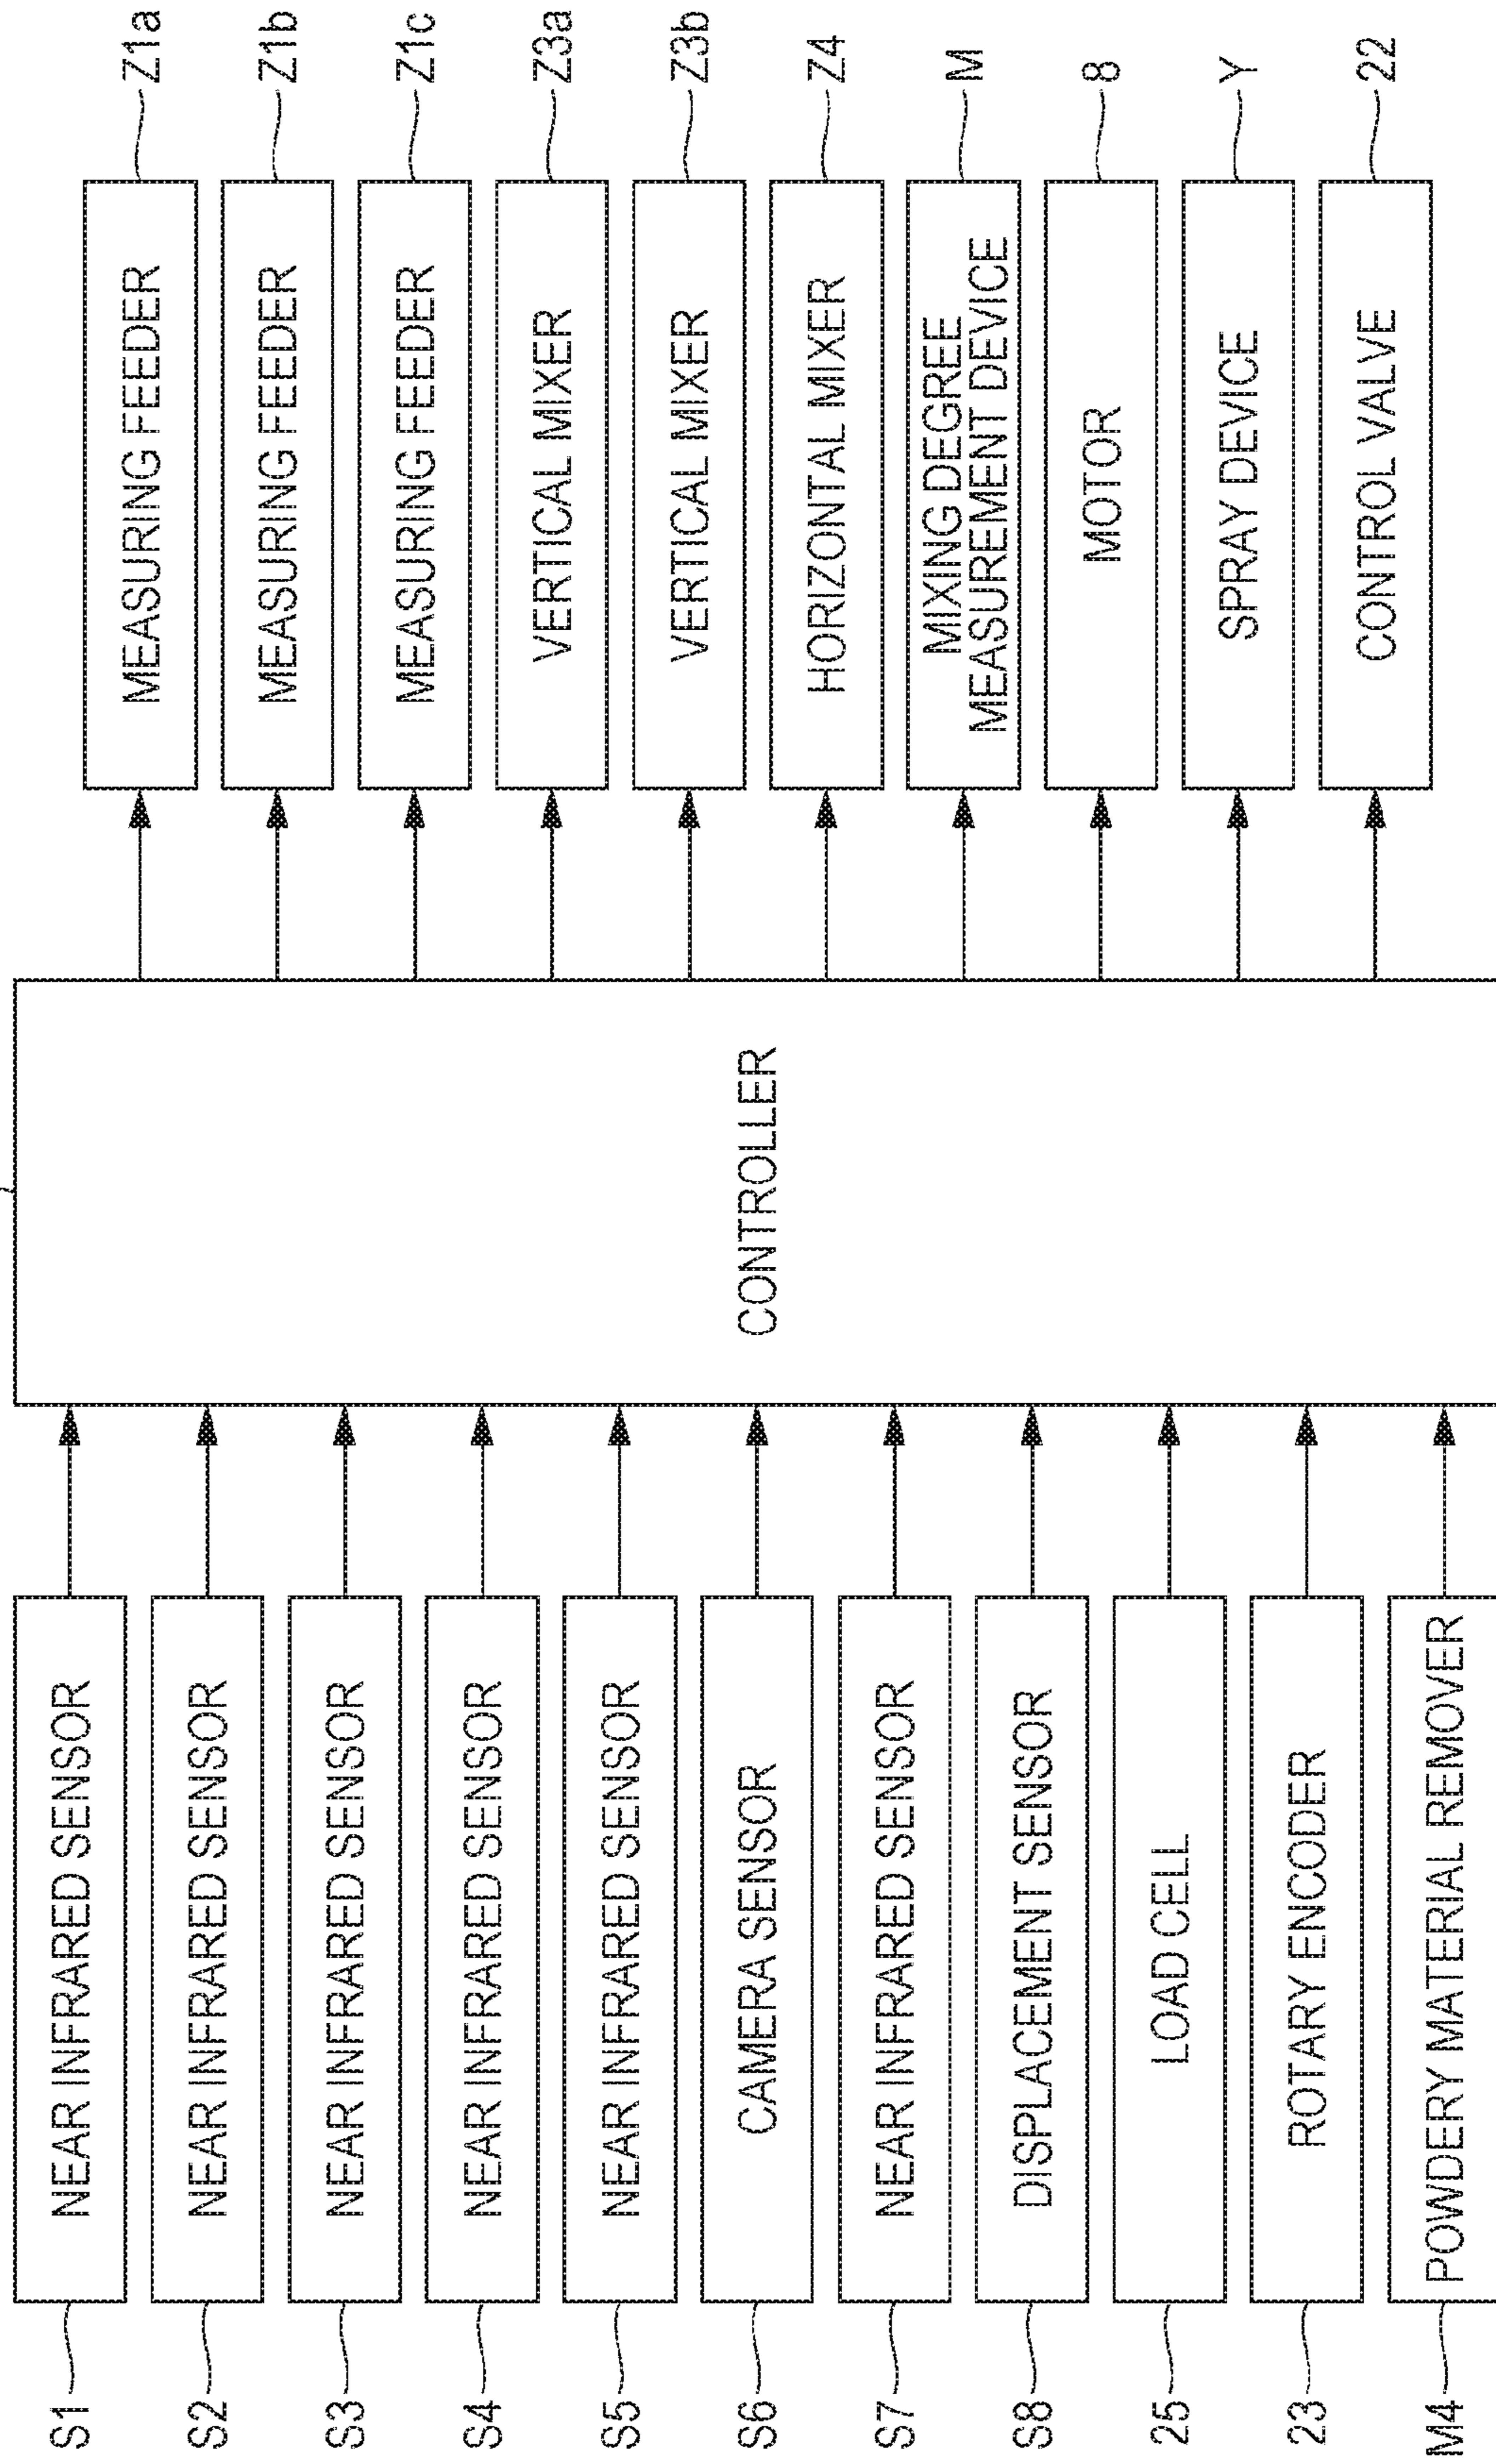 S1 NEAR INFRARED SENSOR
S2 NEAR INFRARED SENSOR
S3 NEAR INFRARED SENSOR
S4 NEAR INFRARED SENSOR
S5 NEAR INFRARED SENSOR
S6 CAMERA SENSOR
S7 NEAR INFRARED SENSOR
S8 DISPLACEMENT SENSOR
25 LOAD CELL
23 ROTARY ENCODER
M4 POWDERY MATERIAL REMOVER
CONTROLLER
MEASURING FEEDER Z1a
MEASURING FEEDER Z1b
MEASURING FEEDER Z1c
VERTICAL MIXER Z3a
VERTICAL MIXER Z3b
HORIZONTAL MIXER Z4
MIXING DEGREE
MEASUREMENT DEVICE M
MOTOR 8
SPRAY DEVICE Y
CONTROL VALVE 22